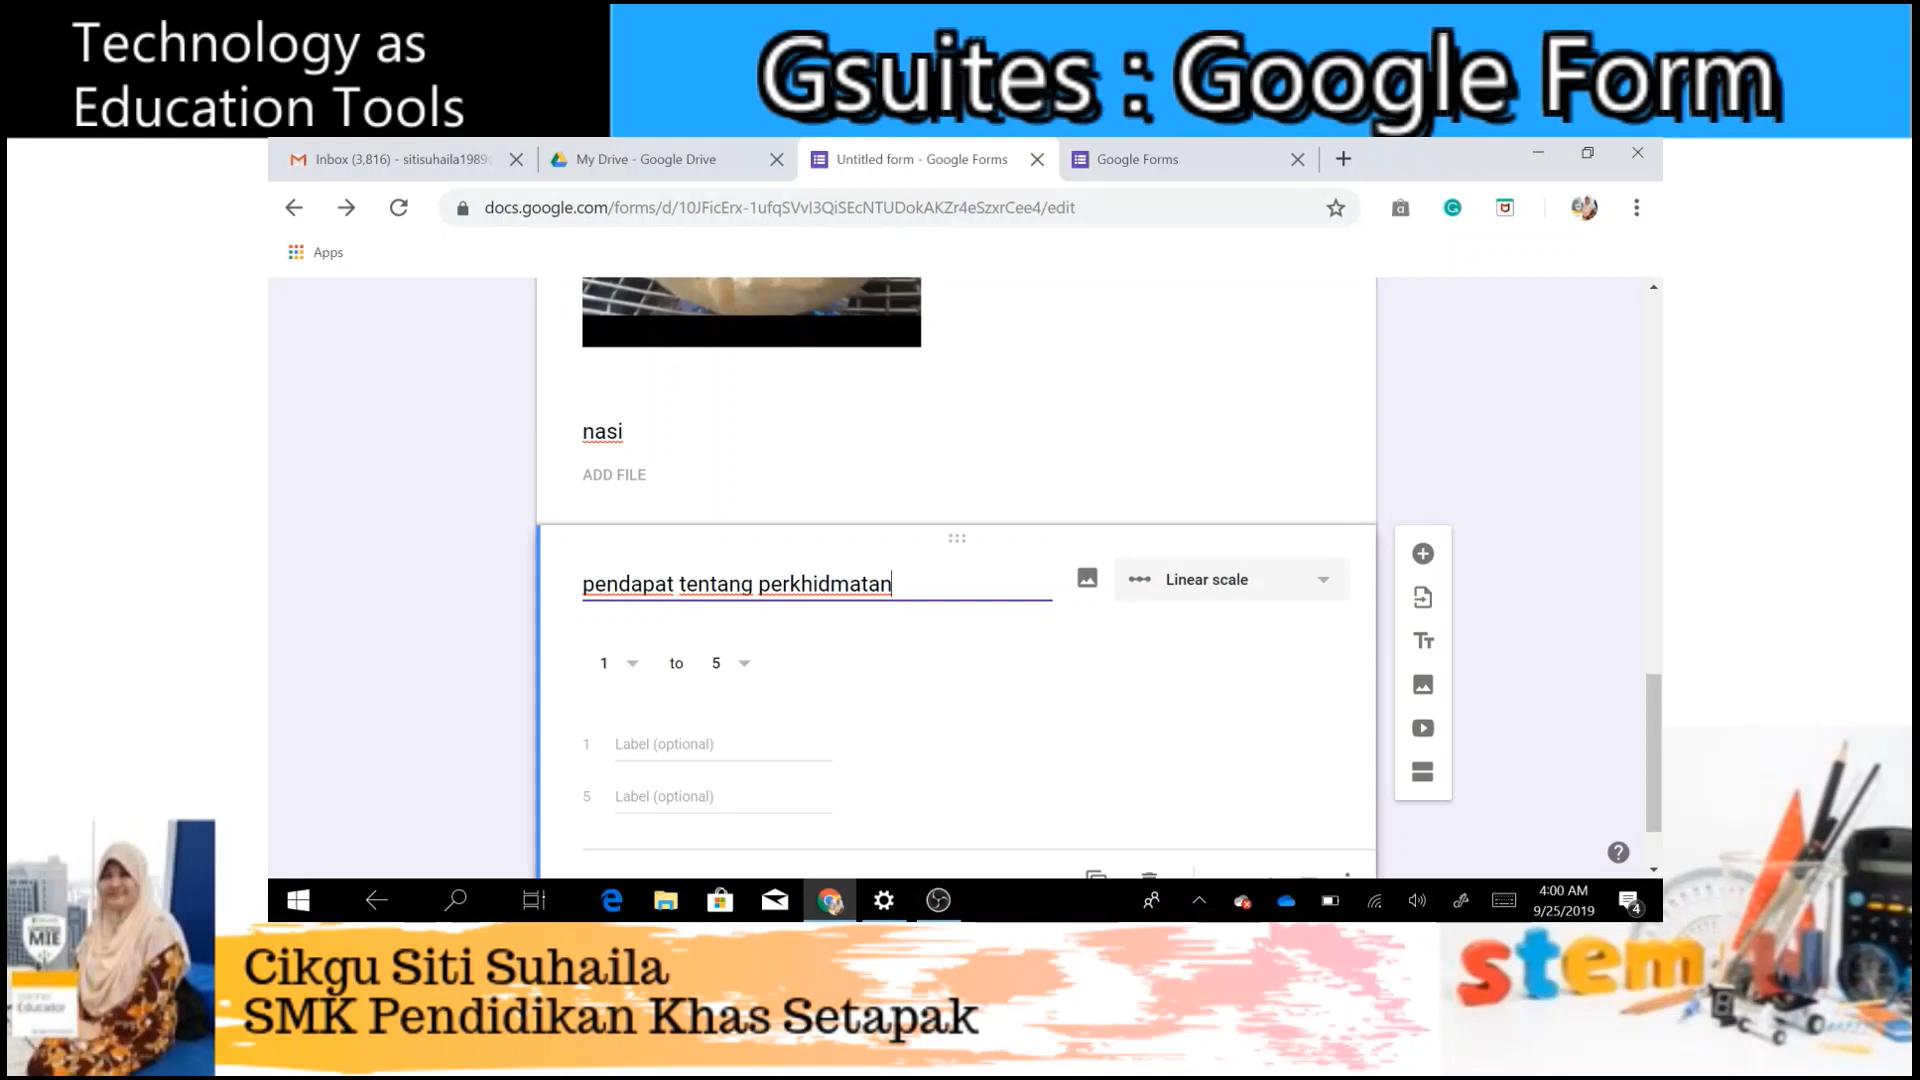 Technology as
Education Tools
Gsuites : Google Form
Inbox (3,816) - sitisuhaila1989
My Drive - Google Drive
Untitled form - Google Forms
Google Forms
docs.google.com/forms/d/10JFicErx-1ufqSVvI3QiSEcNTUDokAKZr4eSzxrCee4/edit
Apps
nasi
ADD FILE
pendapat tentang perkhidmatan
Linear scale
1 to 5
1 Label (optional)
5 Label (optional)
4:00 AM
9/25/2019
4
MIE
Educator
Cikgu Siti Suhaila
SMK Pendidikan Khas Setapak
stem